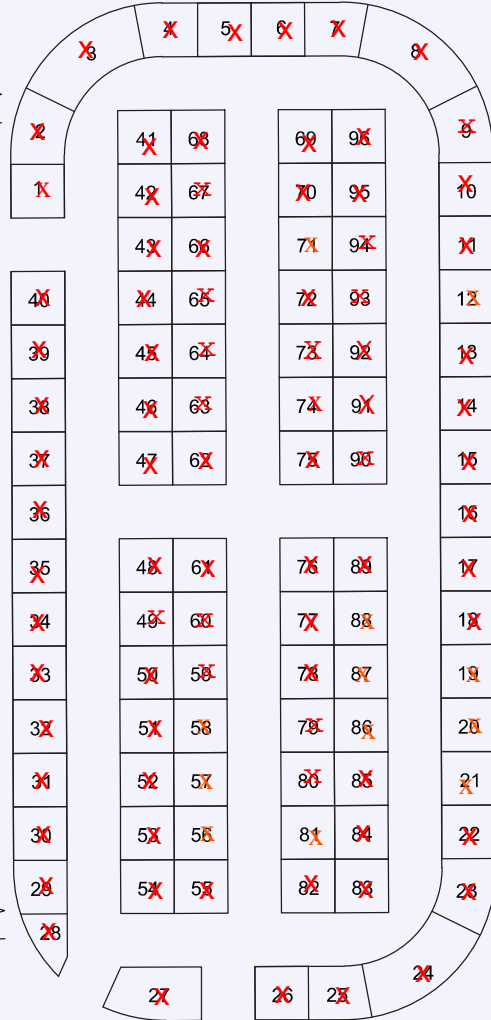 4 X 5 X 6 X 7 X
3 X 8 X
2 X 41 X 68 X 69 X 96 X 9 X
1 X 42 X 67 X 70 X 95 X 10 X
43 X 66 X 71 X 94 X 11 X
40 X 44 X 65 X 72 X 93 X 12 X
39 X 45 X 64 X 73 X 92 X 13 X
38 X 46 X 63 X 74 X 91 X 14 X
37 X 47 X 62 X 75 X 90 X 15 X
36 X 16 X
35 X 48 X 61 X 76 X 89 X 17 X
34 X 49 X 60 X 77 X 88 X 18 X
33 X 50 X 59 X 78 X 87 X 19 X
32 X 51 X 58 X 79 X 86 X 20 X
31 X 52 X 57 X 80 X 85 X 21 X
30 X 53 X 56 X 81 X 84 X 22 X
29 X 54 X 55 X 82 X 83 X 23 X
28 X
24 X
27 X 26 X 25 X